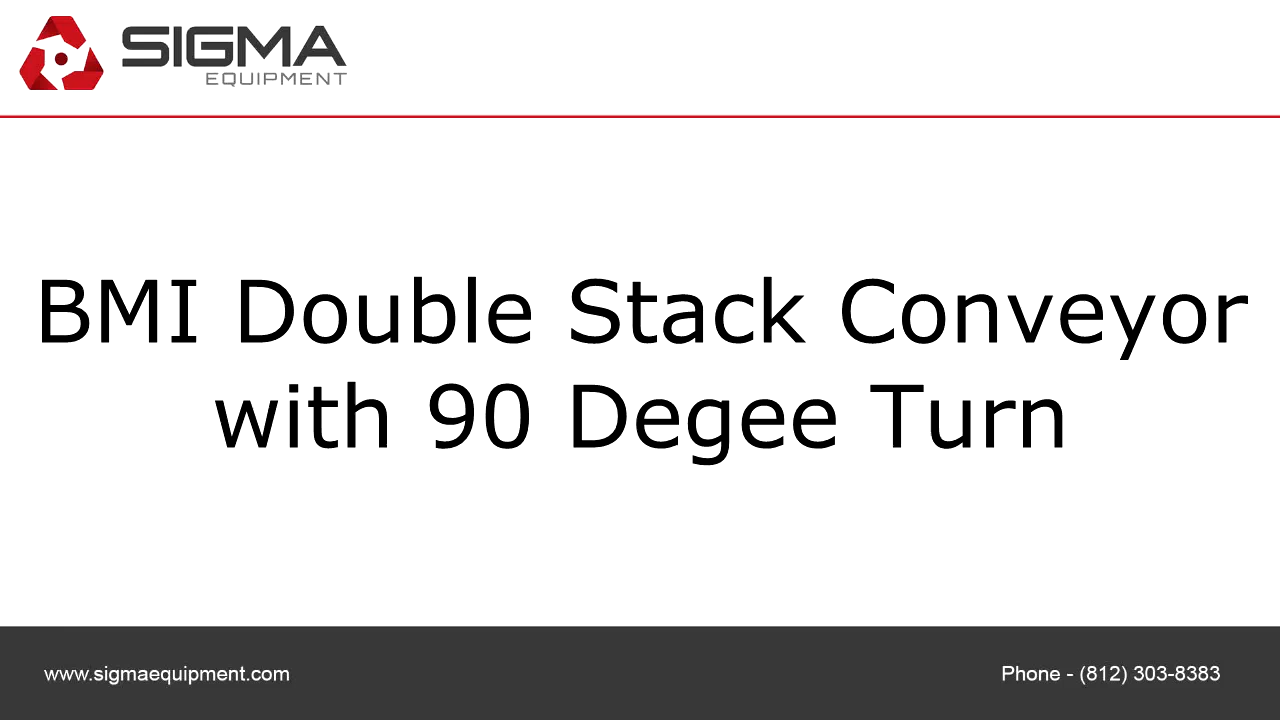 SIGMA
EQUIPMENT
BMI Double Stack Conveyor
with 90 Degee Turn
www.sigmaequipment.com
Phone - (812) 303-8383